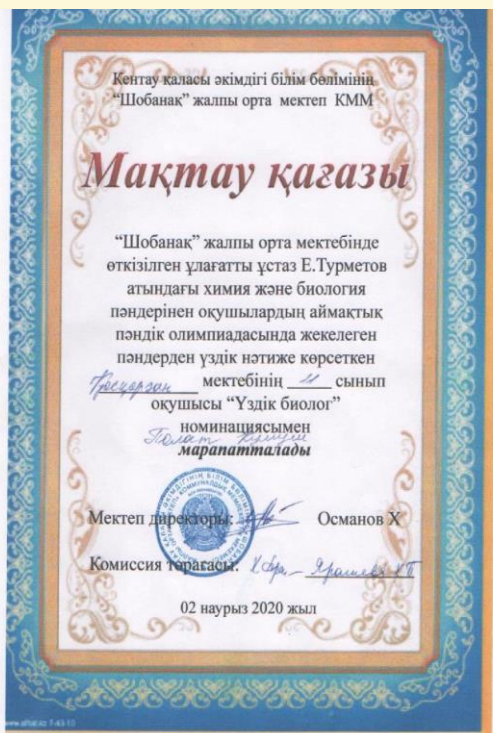 Кентау қаласы әкімдігі білім бөлімінің
“Шобанақ” жалпы орта мектеп КММ
Мақтау қағазы
“Шобанақ” жалпы орта мектебінде
өткізілген ұлағатты ұстаз Е.Турметов
атындағы химия және биология
пәндерінен оқушылардың аймақтық
пәндік олимпиадасында жекелеген
пәндерден үздік нәтиже көрсеткен
мектебінің сынып
оқушысы “Үздік биолог”
номинациясымен
Полат
марапатталады
Мектеп директоры: Османов Х
Комиссия төрағасы:
02 наурыз 2020 жыл